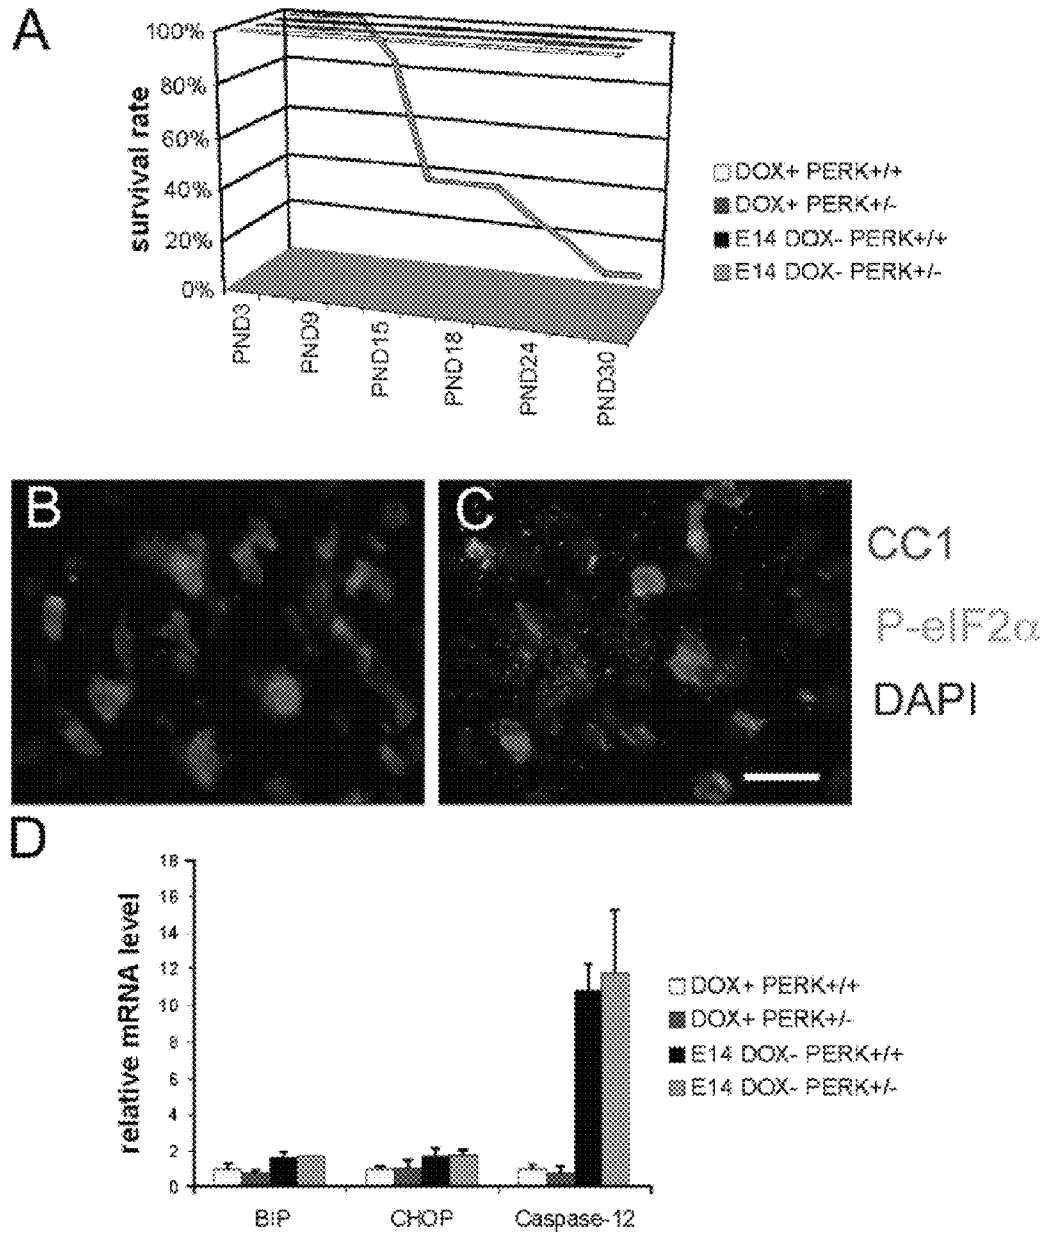 A
100%
80%
60%
40%
20%
0%
survival rate
PND3
PND9
PND15
PND18
PND24
PND30
DOX+ PERK+/+
DOX+ PERK+/-
E14 DOX- PERK+/+
E14 DOX- PERK+/-
B
C
CC1
P-eIF2α
DAPI
D
18
16
14
12
10
8
6
4
2
0
relative mRNA level
BIP
CHOP
Caspase-12
DOX+ PERK+/+
DOX+ PERK+/-
E14 DOX- PERK+/+
E14 DOX- PERK+/-